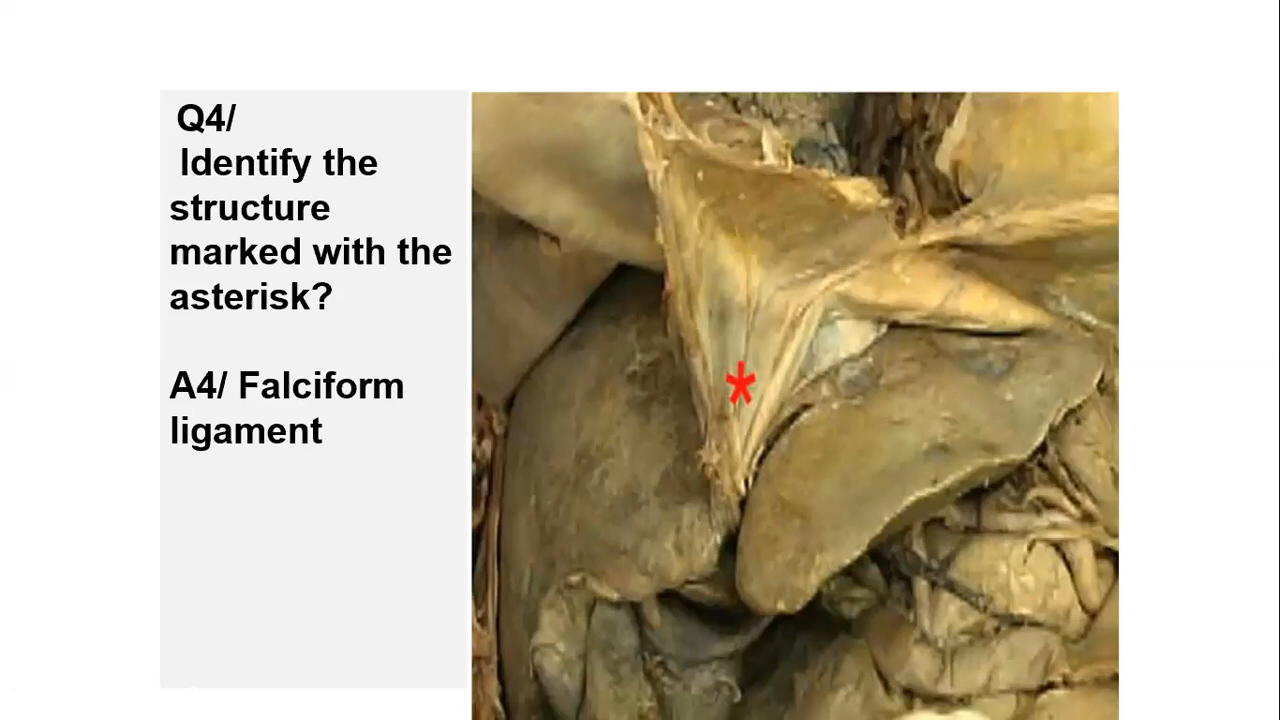 Q4/
Identify the
structure
marked with the
asterisk?
A4/ Falciform
ligament
*